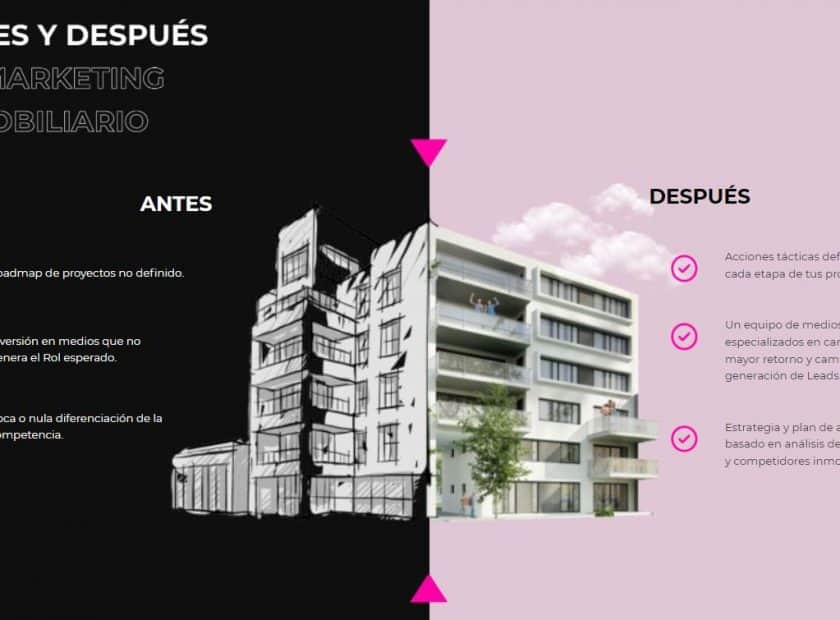 ES Y DESPUÉS
MARKETING
OBILIARIO
ANTES
oadmap de proyectos no definido.
versión en medios que no
enera el RoI esperado.
oca o nula diferenciación de la
ompetencia.
DESPUÉS
Acciones tácticas def
cada etapa de tus pro
Un equipo de medios
especializados en car
mayor retorno y cam
generación de Leads
Estrategia y plan de a
basado en análisis de
y competidores inmo